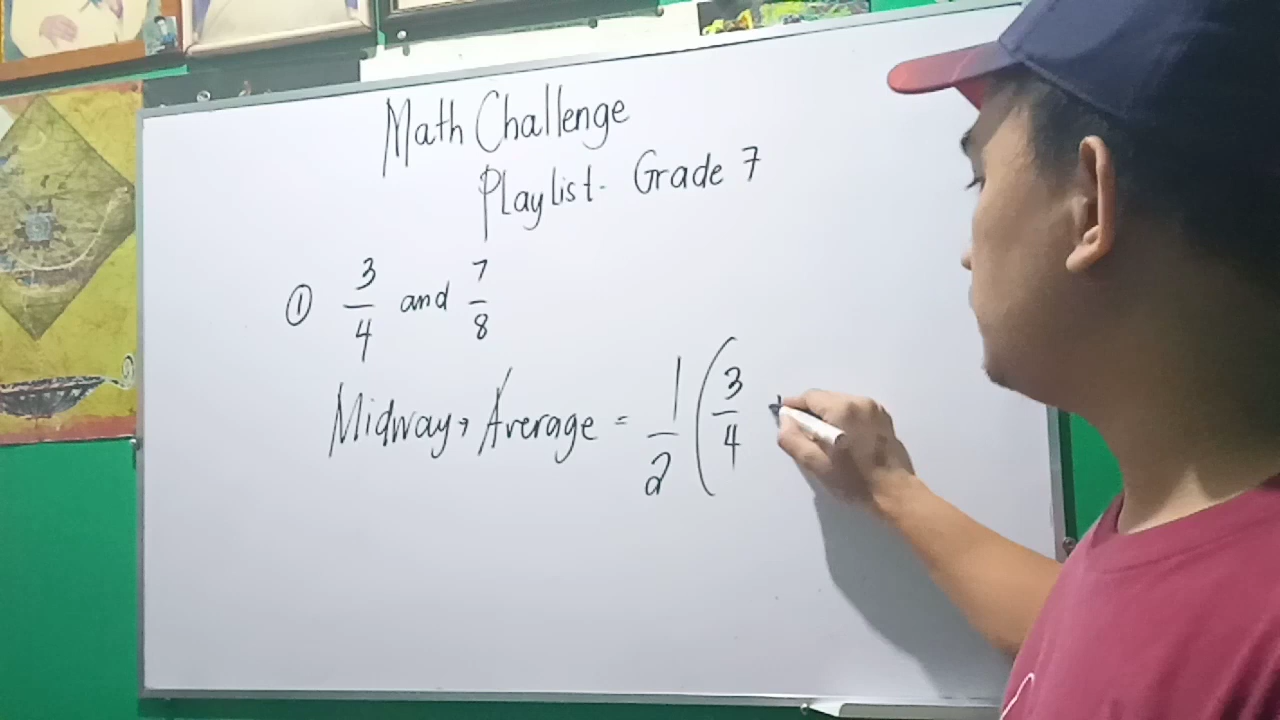 Math Challenge
Playlist - Grade 7
① 3/4 and 7/8
Midway → Average = 1/2 ( 3/4 +